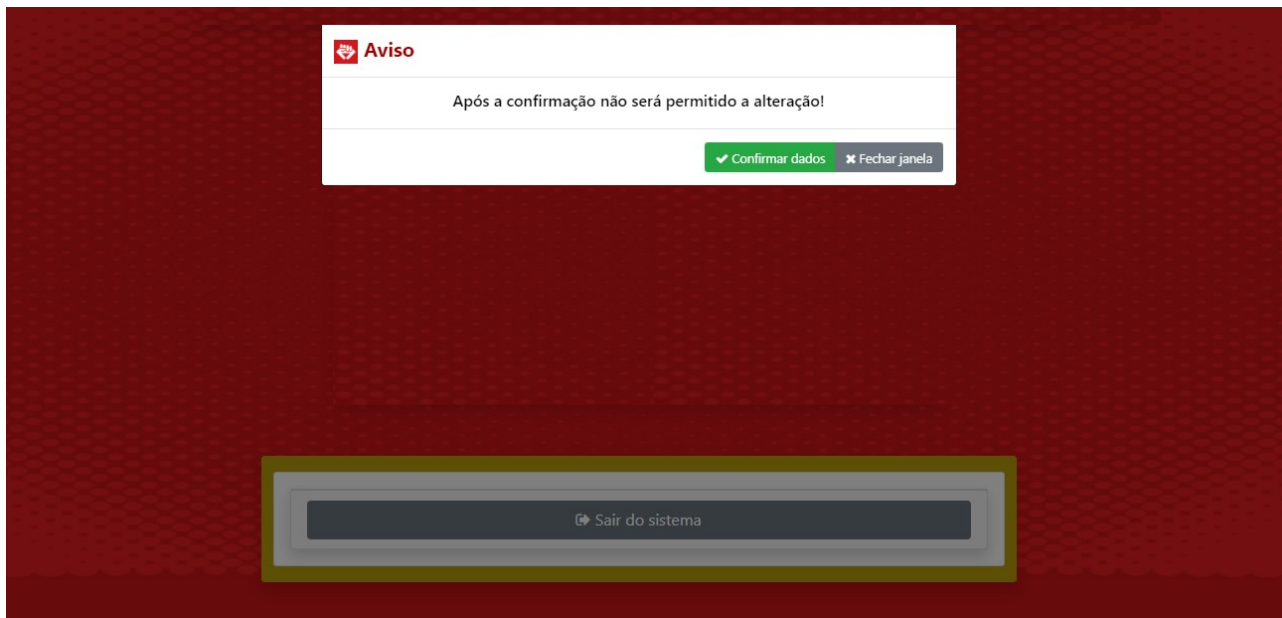 Aviso
Após a confirmação não será permitido a alteração!
Confirmar dados
Fechar janela
Sair do sistema